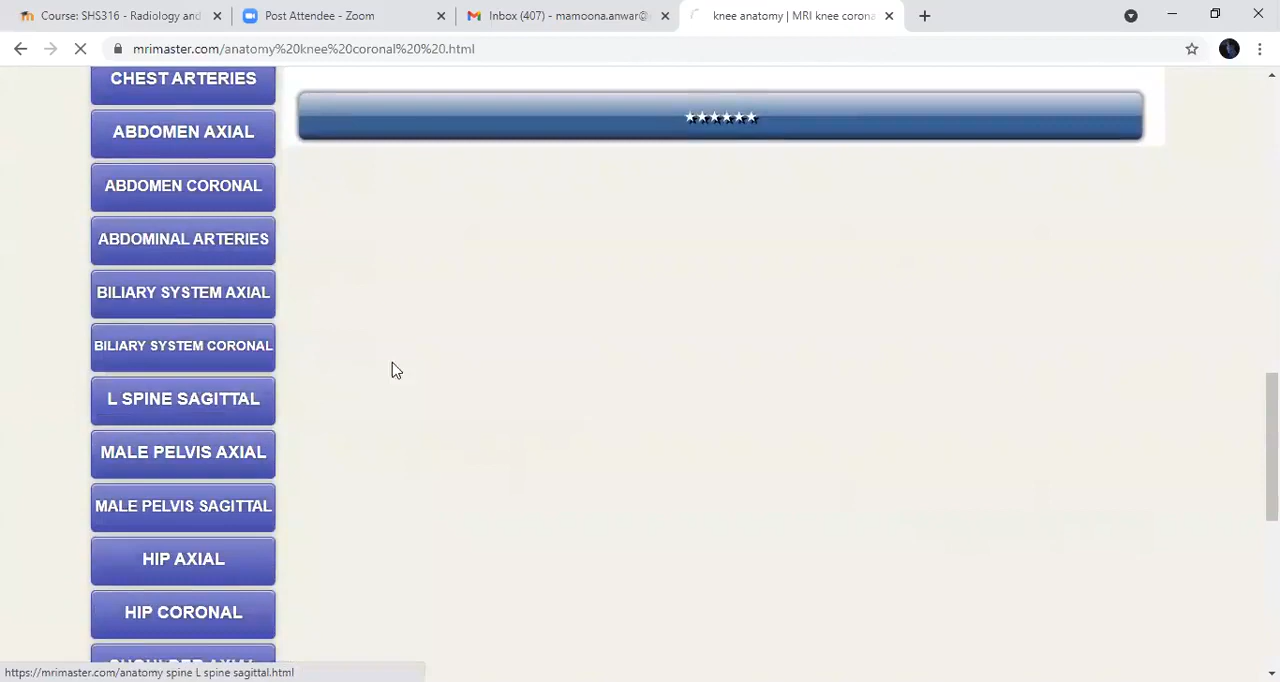 Course: SHS316 - Radiology and
Post Attendee - Zoom
Inbox (407) - mamoona.anwar@
knee anatomy | MRI knee corona
mrimaster.com/anatomy%20knee%20coronal%20%20.html
CHEST ARTERIES
★★★★★★
ABDOMEN AXIAL
ABDOMEN CORONAL
ABDOMINAL ARTERIES
BILIARY SYSTEM AXIAL
BILIARY SYSTEM CORONAL
L SPINE SAGITTAL
MALE PELVIS AXIAL
MALE PELVIS SAGITTAL
HIP AXIAL
HIP CORONAL
SHOULDER AXIAL
https://mrimaster.com/anatomy spine L spine sagittal.html